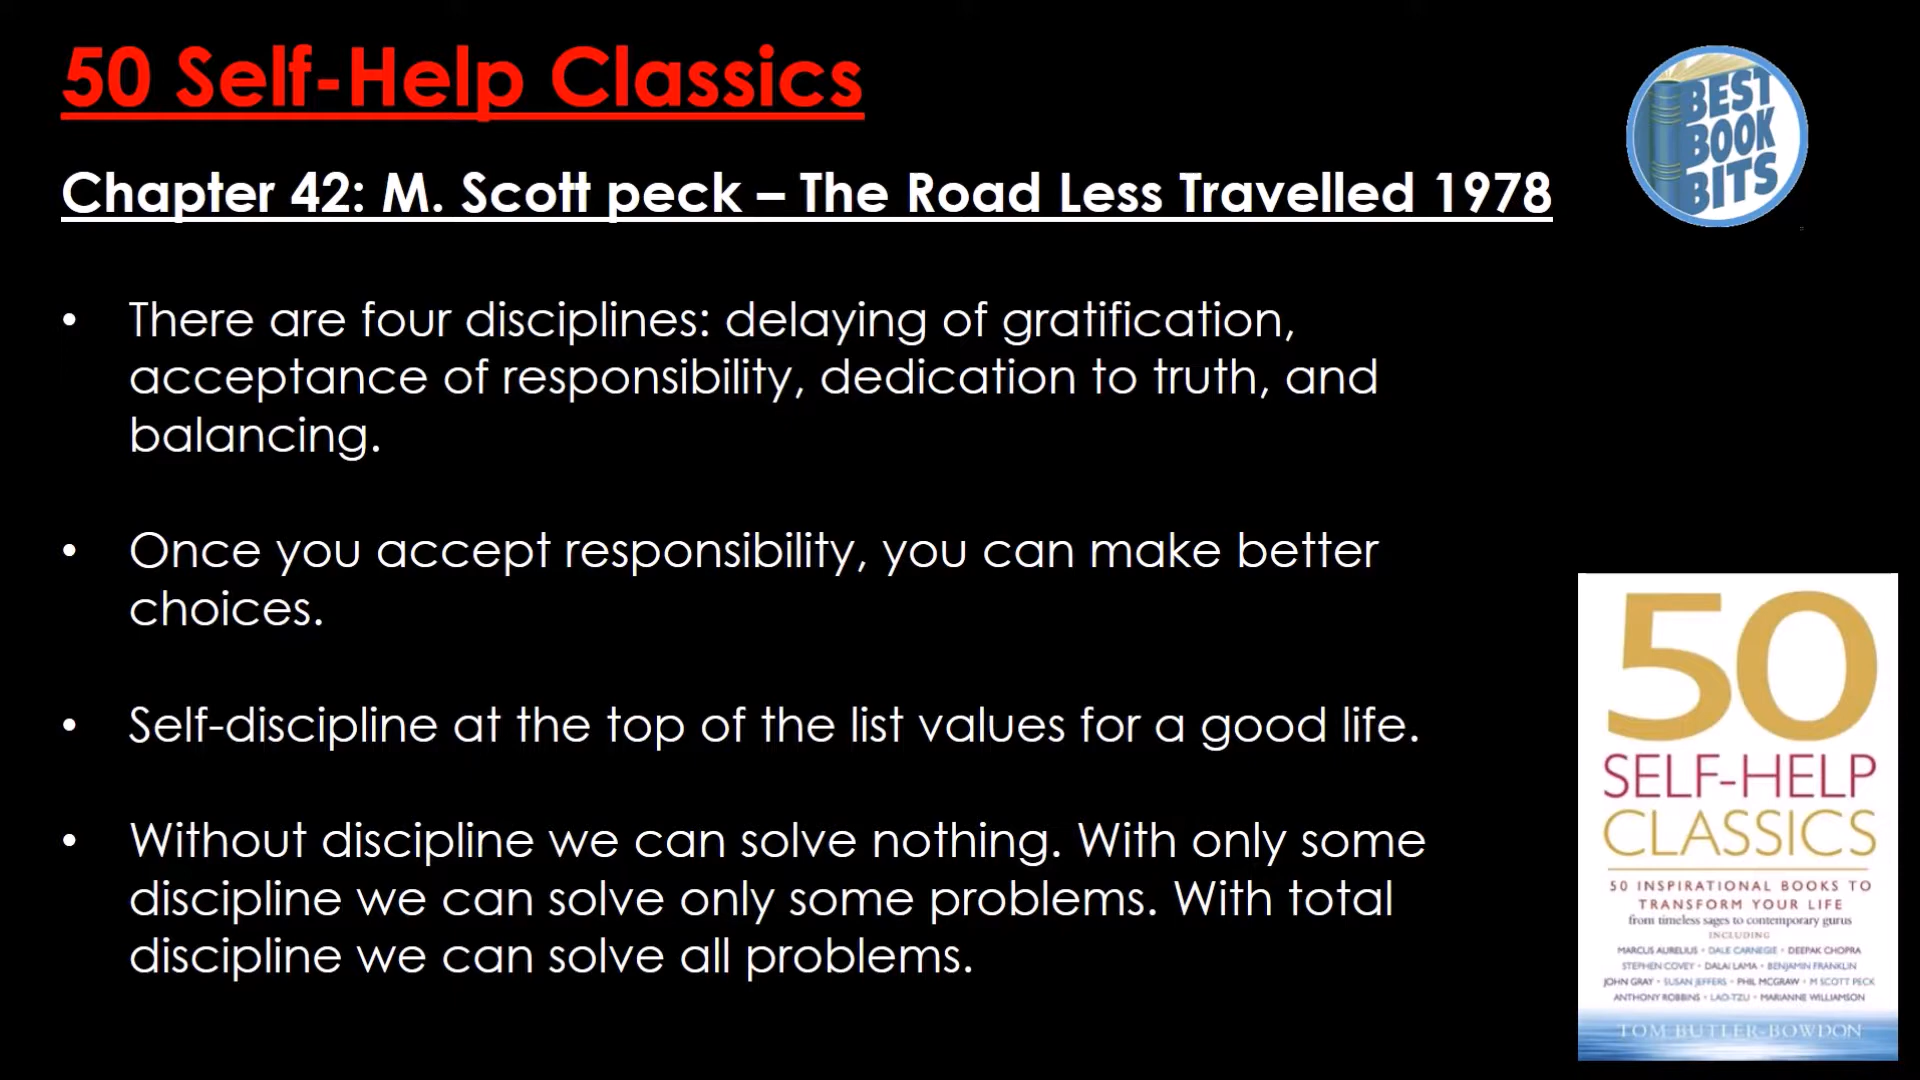 50 Self-Help Classics
BEST
BOOK
BITS
Chapter 42: M. Scott peck – The Road Less Travelled 1978
• There are four disciplines: delaying of gratification,
acceptance of responsibility, dedication to truth, and
balancing.
• Once you accept responsibility, you can make better
choices.
• Self-discipline at the top of the list values for a good life.
• Without discipline we can solve nothing. With only some
discipline we can solve only some problems. With total
discipline we can solve all problems.
50
SELF-HELP
CLASSICS
50 INSPIRATIONAL BOOKS TO
TRANSFORM YOUR LIFE
from timeless sages to contemporary gurus
INCLUDING
MARCUS AURELIUS • DALE CARNEGIE • DEEPAK CHOPRA
STEPHEN COVEY • DALAI LAMA • BENJAMIN FRANKLIN
JOHN GRAY • SUSAN JEFFERS • PHIL MCGRAW • M SCOTT PECK
ANTHONY ROBBINS • LAO-TZU • MARIANNE WILLIAMSON
TOM BUTLER-BOWDON